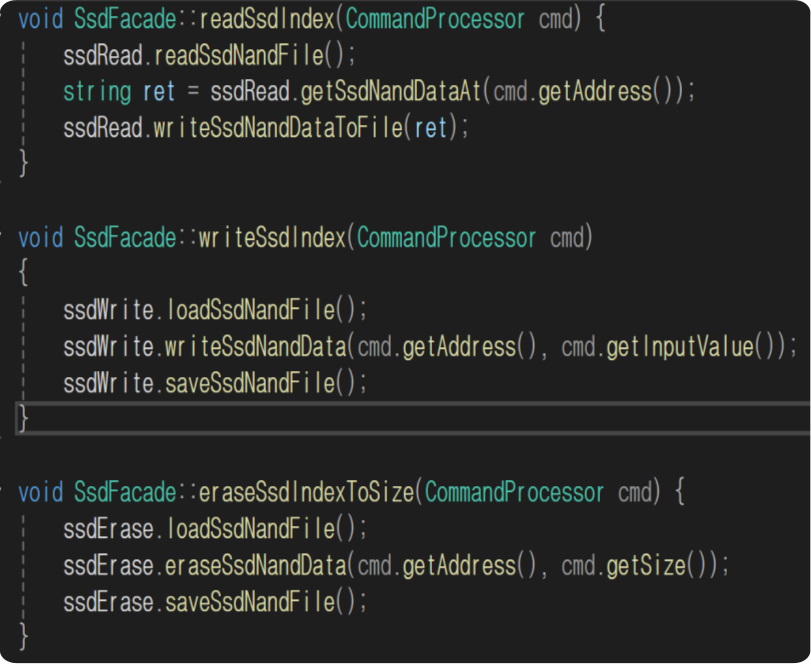 void SsdFacade::readSsdIndex(CommandProcessor cmd) {
ssdRead.readSsdNandFile();
string ret = ssdRead.getSsdNandDataAt(cmd.getAddress());
ssdRead.writeSsdNandDataToFile(ret);
}
void SsdFacade::writeSsdIndex(CommandProcessor cmd)
{
ssdWrite.loadSsdNandFile();
ssdWrite.writeSsdNandData(cmd.getAddress(), cmd.getInputValue());
ssdWrite.saveSsdNandFile();
}
void SsdFacade::eraseSsdIndexToSize(CommandProcessor cmd) {
ssdErase.loadSsdNandFile();
ssdErase.eraseSsdNandData(cmd.getAddress(), cmd.getSize());
ssdErase.saveSsdNandFile();
}